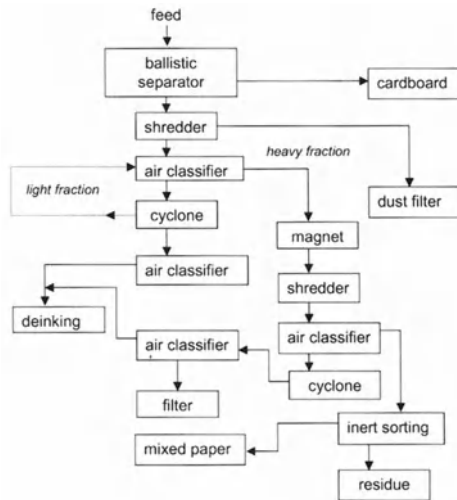 feed
ballistic
separator
cardboard
shredder
heavy fraction
air classifier
light fraction
dust filter
cyclone
magnet
air classifier
shredder
deinking
air classifier
air classifier
cyclone
filter
inert sorting
mixed paper
residue